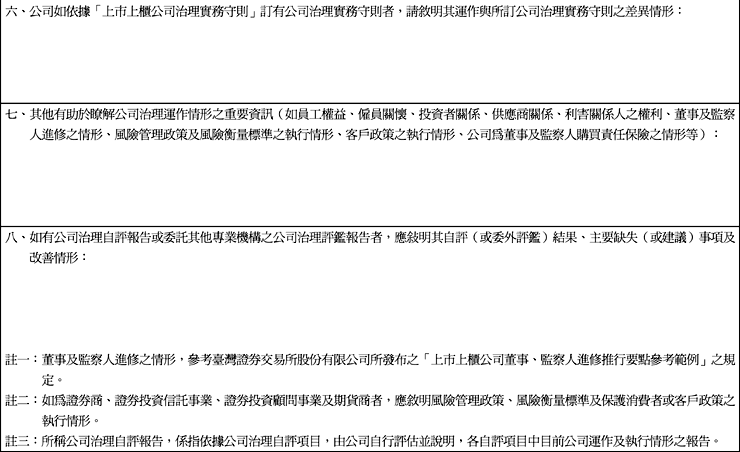 六、公司如依據「上市上櫃公司治理實務守則」訂有公司治理實務守則者，請敘明其運作與所訂公司治理實務守則之差異情形：
七、其他有助於瞭解公司治理運作情形之重要資訊（如員工權益、僱員關懷、投資者關係、供應商關係、利害關係人之權利、董事及監察
人進修之情形、風險管理政策及風險衡量標準之執行情形、客戶政策之執行情形、公司為董事及監察人購買責任保險之情形等）：
八、如有公司治理自評報告或委託其他專業機構之公司治理評鑑報告者，應敍明其自評（或委外評鑑）結果、主要缺失（或建議）事項及
改善情形：
註一：董事及監察人進修之情形，參考臺灣證券交易所股份有限公司所發布之「上市上櫃公司董事、監察人進修推行要點參考範例」之規
定。
註二：如為證券商、證券投資信託事業、證券投資顧問事業及期貨商者，應敘明風險管理政策、風險衡量標準及保護消費者或客戶政策之
執行情形。
註三：所稱公司治理自評報告，係指依據公司治理自評項目，由公司自行評估並說明，各自評項目中目前公司運作及執行情形之報告。